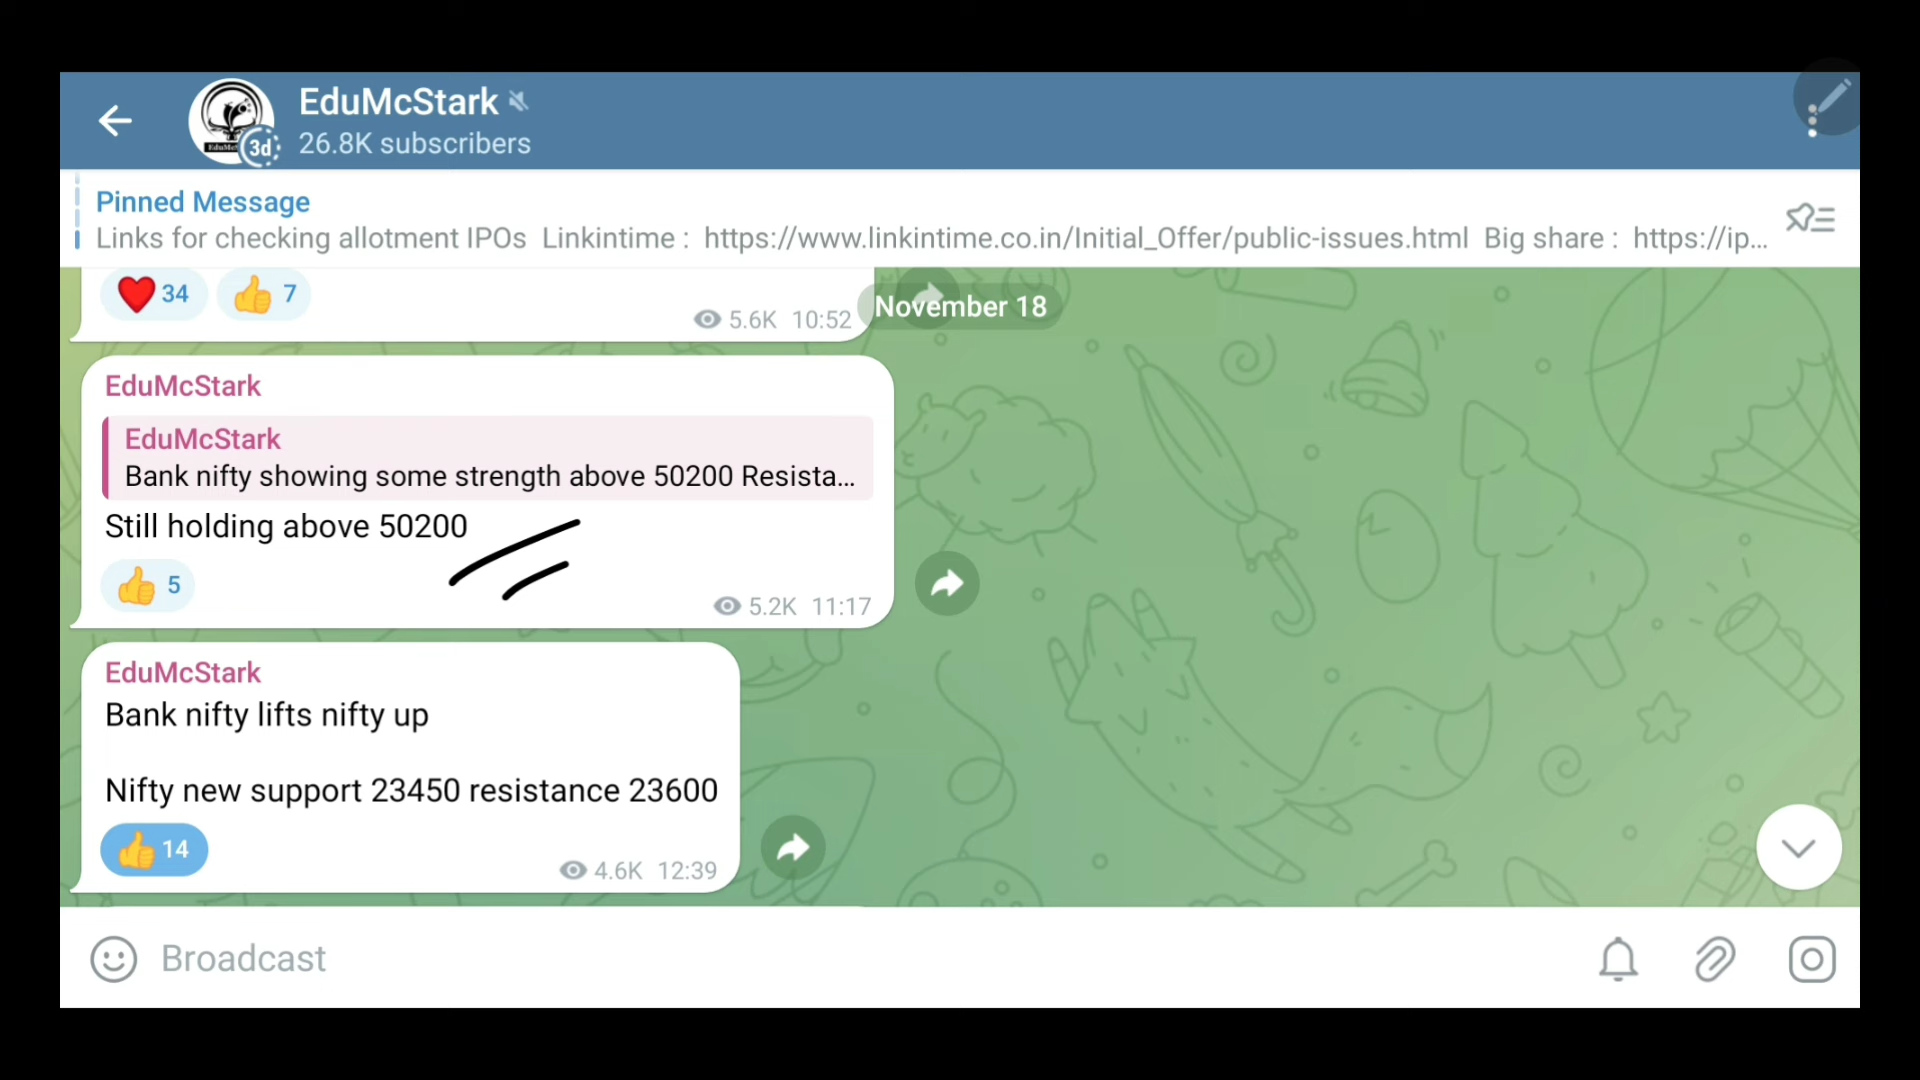 EduMcStark
3d
26.8K subscribers
Pinned Message
Links for checking allotment IPOs Linkintime : https://www.linkintime.co.in/Initial_Offer/public-issues.html Big share : https://ip...
34 7
5.6K 10:52
November 18
EduMcStark
EduMcStark
Bank nifty showing some strength above 50200 Resista...
Still holding above 50200
5
5.2K 11:17
EduMcStark
Bank nifty lifts nifty up
Nifty new support 23450 resistance 23600
14
4.6K 12:39
Broadcast